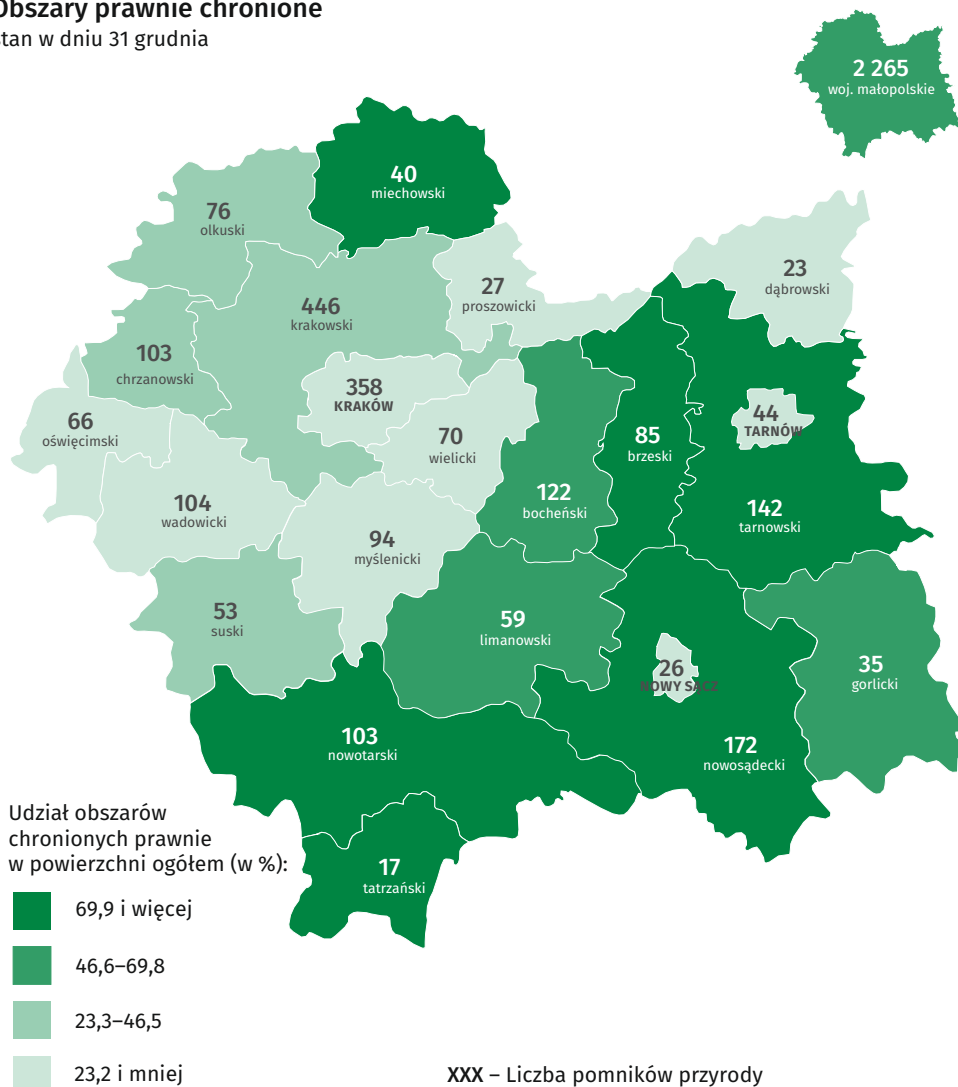 Obszary prawnie chronione
stan w dniu 31 grudnia
2 265
woj. małopolskie
40
miechowski
76
olkuski
23
dąbrowski
27
proszowicki
446
krakowski
103
chrzanowski
358
KRAKÓW
66
oświęcimski
44
TARNÓW
70
wielicki
85
brzeski
104
wadowicki
122
bocheński
142
tarnowski
94
myślenicki
53
suski
59
limanowski
26
NOWY SĄCZ
35
gorlicki
103
nowotarski
172
nowosądecki
17
tatrzański
Udział obszarów
chronionych prawnie
w powierzchni ogółem (w %):
69,9 i więcej
46,6–69,8
23,3–46,5
23,2 i mniej
XXX – Liczba pomników przyrody